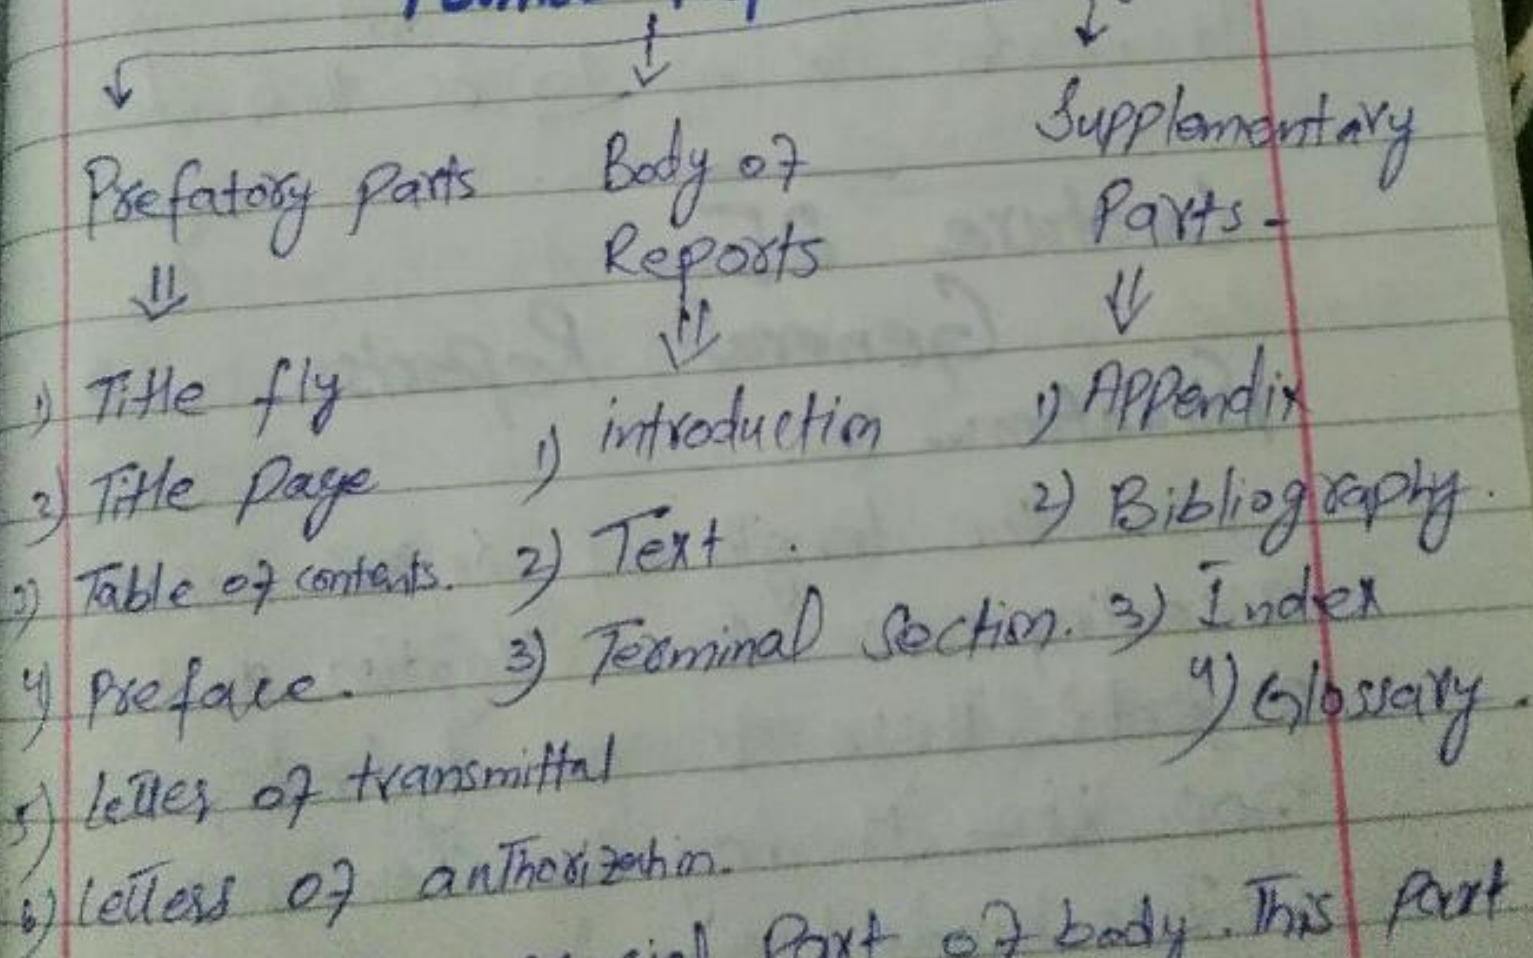 Prefatory Parts
Body of
Reports
Supplementary
Parts -
1) Title fly
2) Title Page
3) Table of contents.
4) Preface.
5) Letter of transmittal
6) Letters of authorization.
1) introduction
2) Text .
3) Terminal Section.
1) Appendix
2) Bibliography.
3) Index
4) Glossary.
Part of body. This part